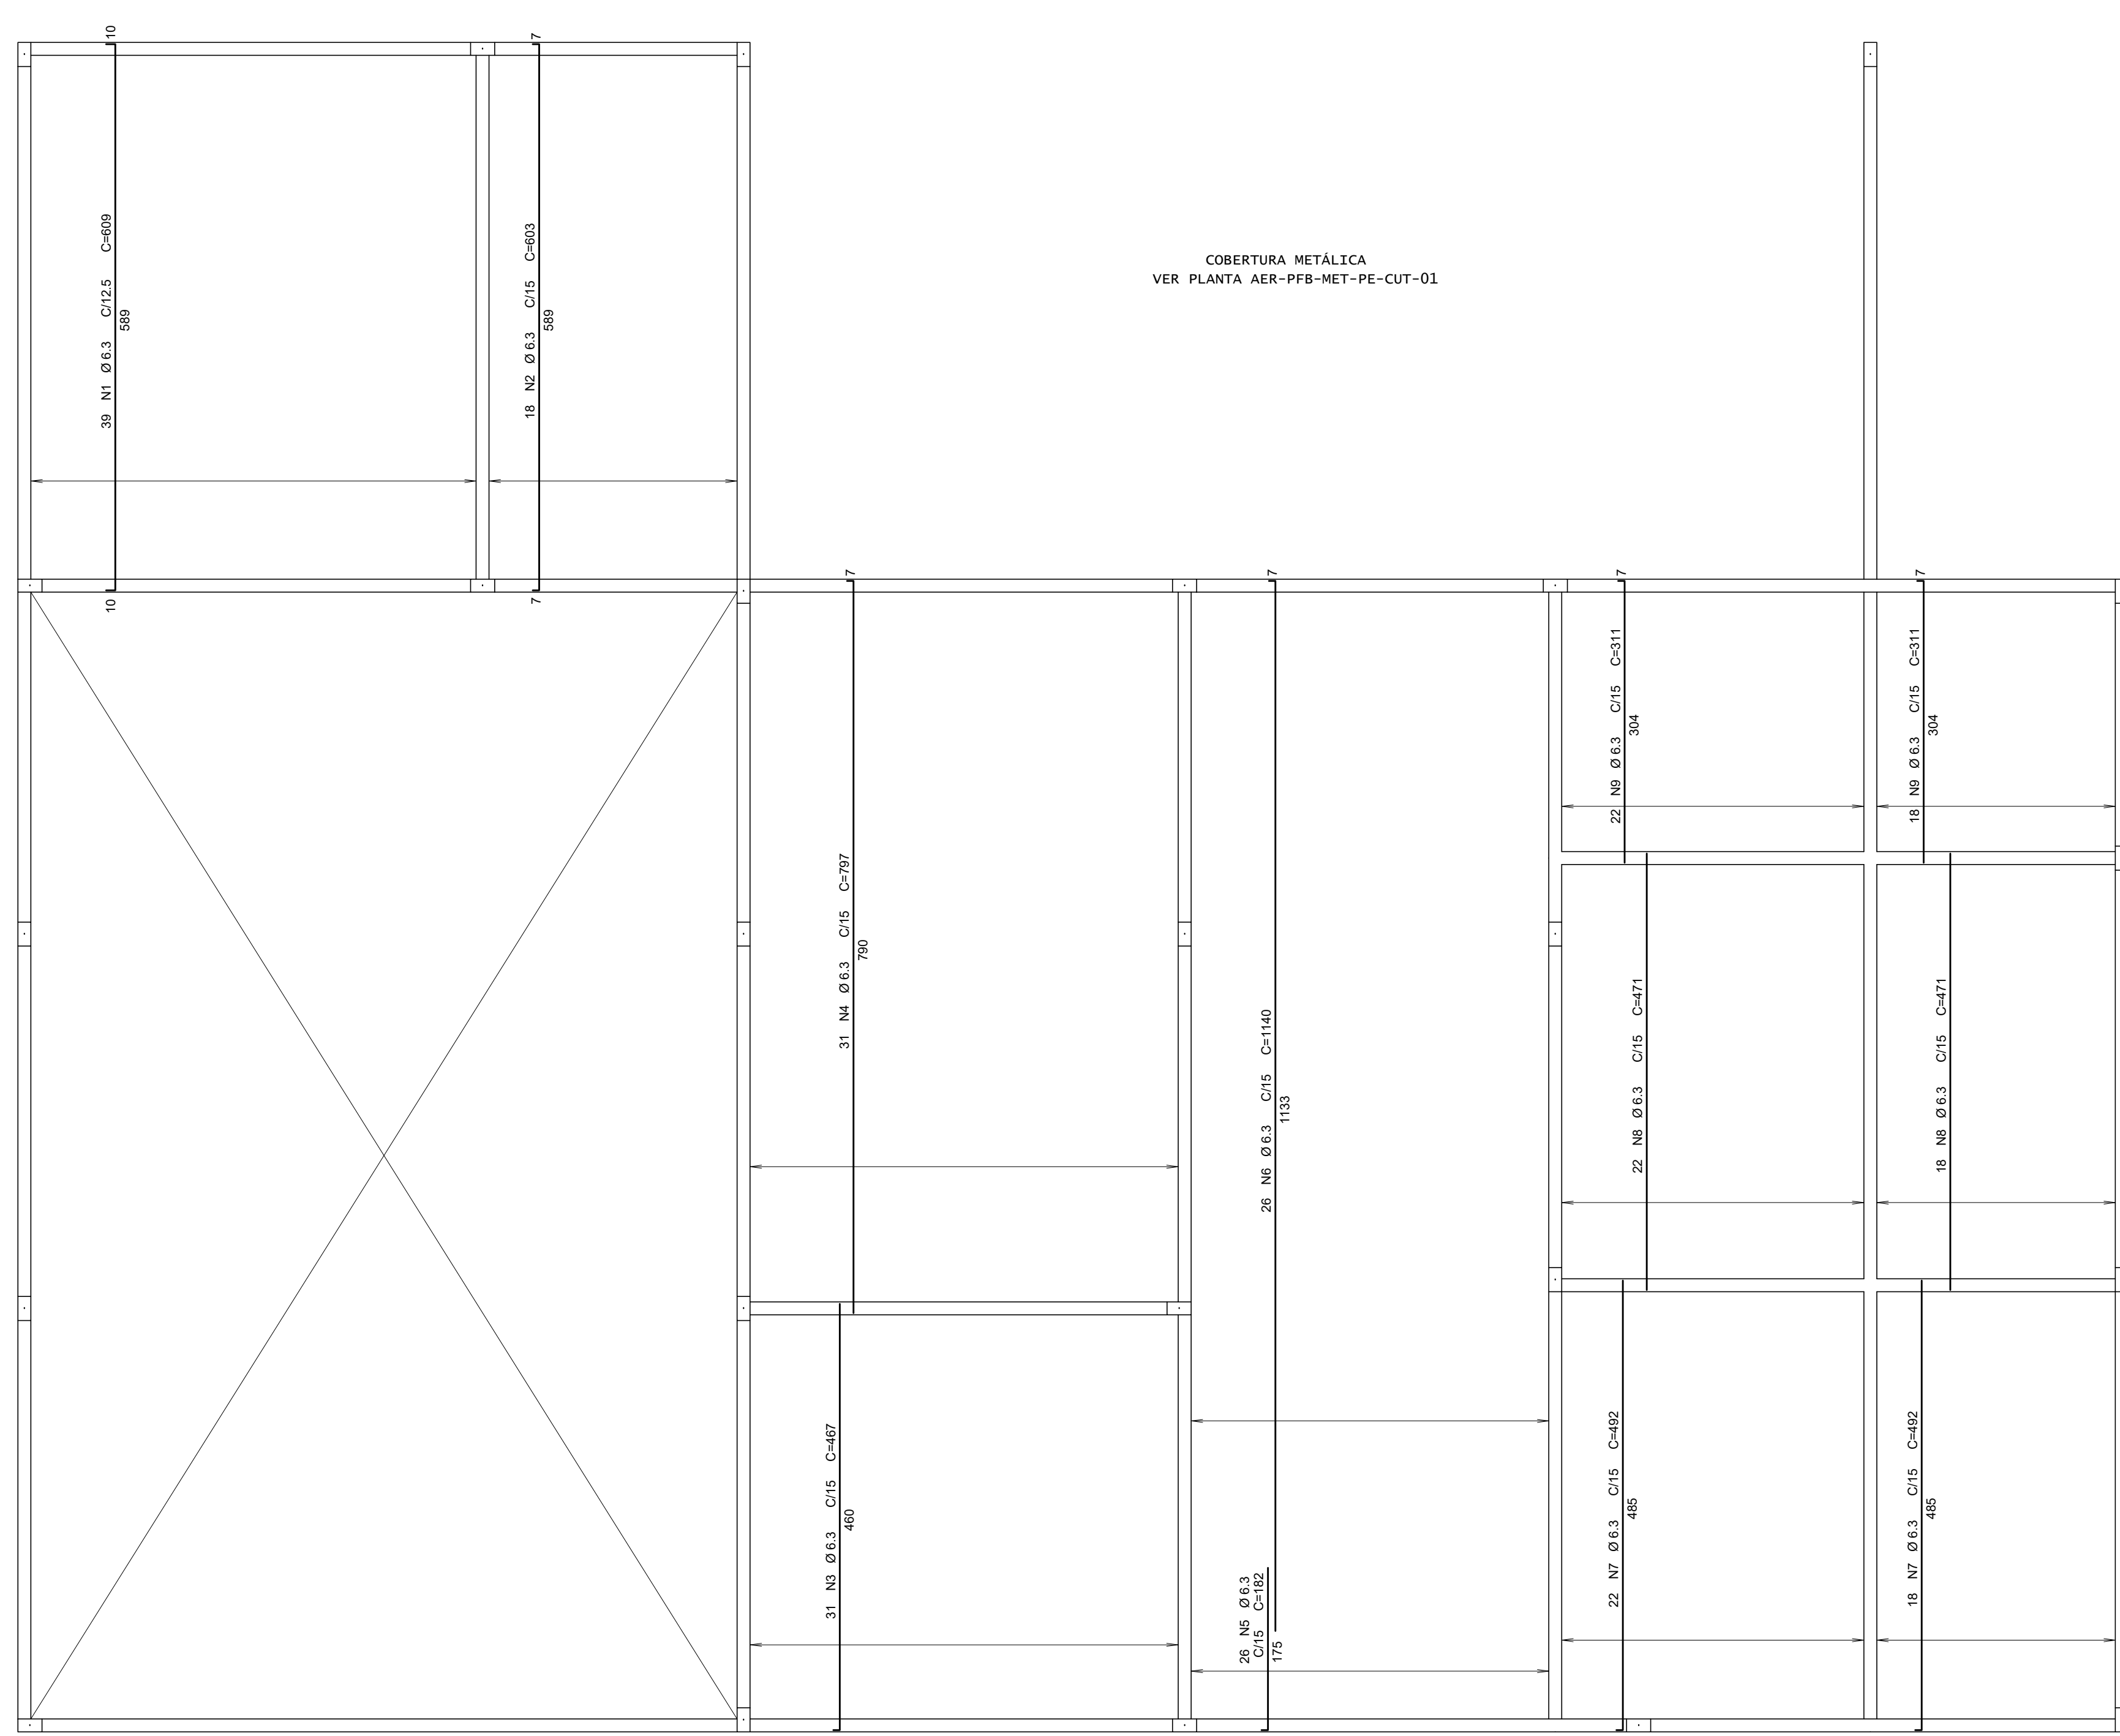 10
39 N1 Ø 6.3 C/12.5 C=609
589
10
7
18 N2 Ø 6.3 C/15 C=603
589
7
COBERTURA METÁLICA
VER PLANTA AER-PFB-MET-PE-CUT-01
7
31 N4 Ø 6.3 C/15 C=797
790
7
26 N6 Ø 6.3 C/15 C=1140
1133
7
22 N9 Ø 6.3 C/15 C=311
304
7
18 N9 Ø 6.3 C/15 C=311
304
22 N8 Ø 6.3 C/15 C=471
18 N8 Ø 6.3 C/15 C=471
31 N3 Ø 6.3 C/15 C=467
460
26 N5 Ø 6.3
C/15 C=182
175
22 N7 Ø 6.3 C/15 C=492
485
18 N7 Ø 6.3 C/15 C=492
485